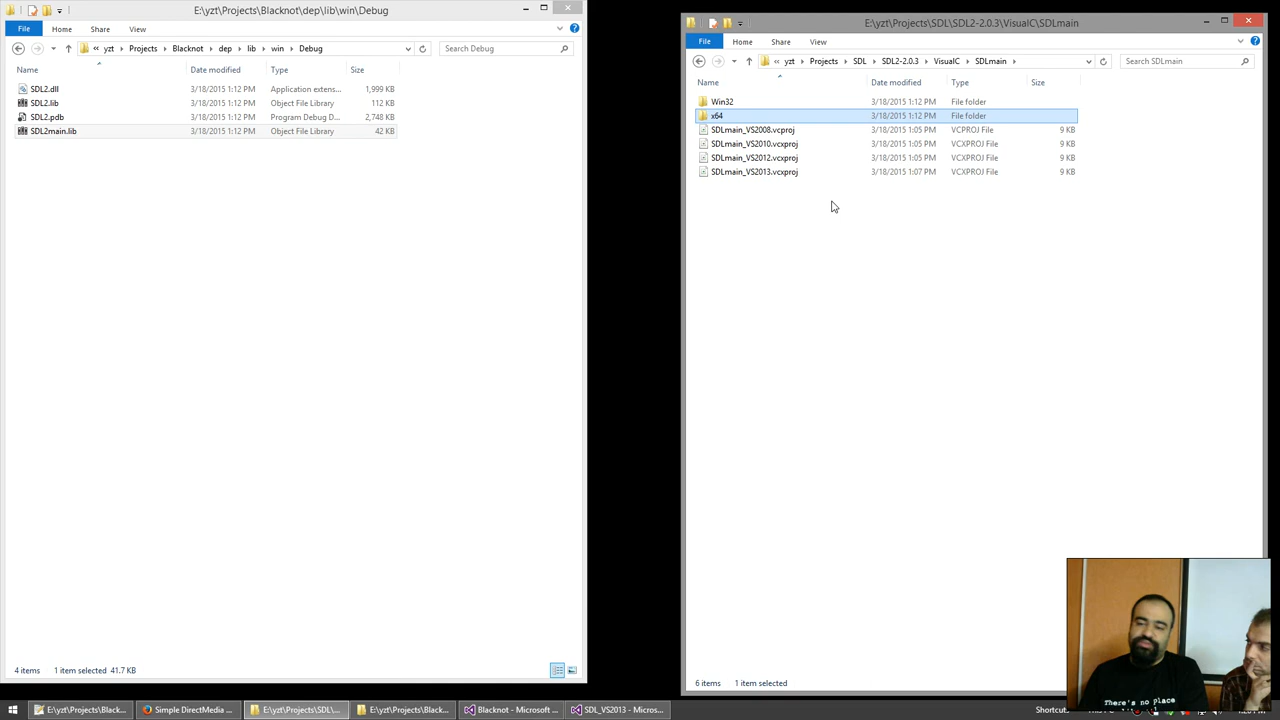 E:\yzt\Projects\Blacknot\dep\lib\win\Debug
File Home Share View
yzt Projects Blacknot dep lib win Debug Search Debug
Name Date modified Type Size
SDL2.dll 3/18/2015 1:12 PM Application extens... 1,999 KB
SDL2.lib 3/18/2015 1:12 PM Object File Library 112 KB
SDL2.pdb 3/18/2015 1:12 PM Program Debug D... 2,748 KB
SDL2main.lib 3/18/2015 1:12 PM Object File Library 42 KB
4 items 1 item selected 41.7 KB
E:\yzt\Projects\SDL\SDL2-2.0.3\VisualC\SDLmain
File Home Share View
yzt Projects SDL SDL2-2.0.3 VisualC SDLmain Search SDLmain
Name Date modified Type Size
Win32 3/18/2015 1:12 PM File folder
x64 3/18/2015 1:12 PM File folder
SDLmain_VS2008.vcproj 3/18/2015 1:05 PM VCPROJ File 9 KB
SDLmain_VS2010.vcxproj 3/18/2015 1:05 PM VCXPROJ File 9 KB
SDLmain_VS2012.vcxproj 3/18/2015 1:05 PM VCXPROJ File 9 KB
SDLmain_VS2013.vcxproj 3/18/2015 1:07 PM VCXPROJ File 9 KB
6 items 1 item selected
There's no place
E:\yzt\Projects\Black... Simple DirectMedia ... E:\yzt\Projects\SDL\... E:\yzt\Projects\Black... Blacknot - Microsoft ... SDL_VS2013 - Micros... Shortcuts